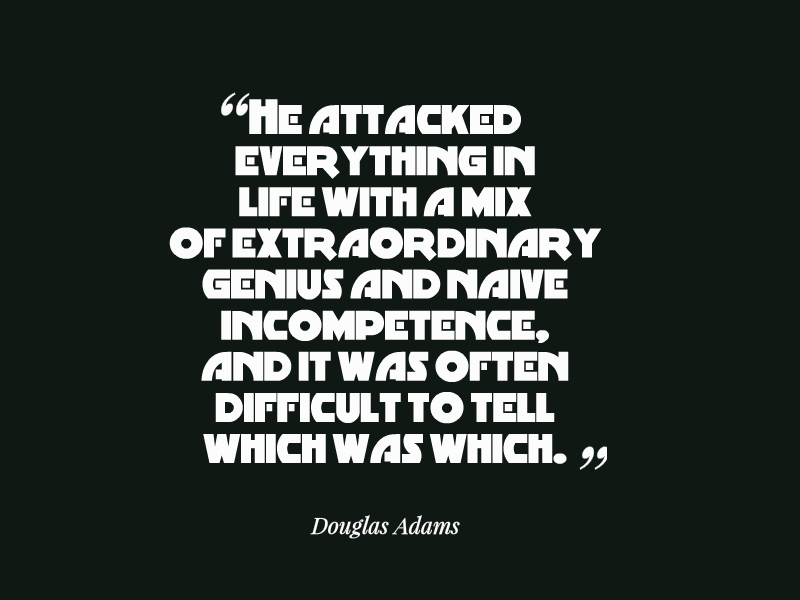 “HE ATTACKED
EVERYTHING IN
LIFE WITH A MIX
OF EXTRAORDINARY
GENIUS AND NAIVE
INCOMPETENCE,
AND IT WAS OFTEN
DIFFICULT TO TELL
WHICH WAS WHICH. ”
Douglas Adams